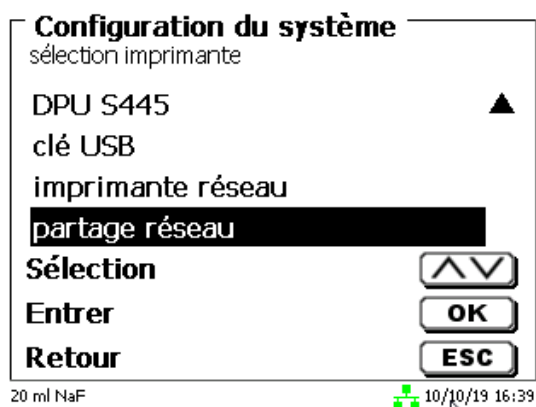 Configuration du système
sélection imprimante
DPU S445
clé USB
imprimante réseau
partage réseau
Sélection
Entrer OK
Retour ESC
20 ml NaF 10/10/19 16:39